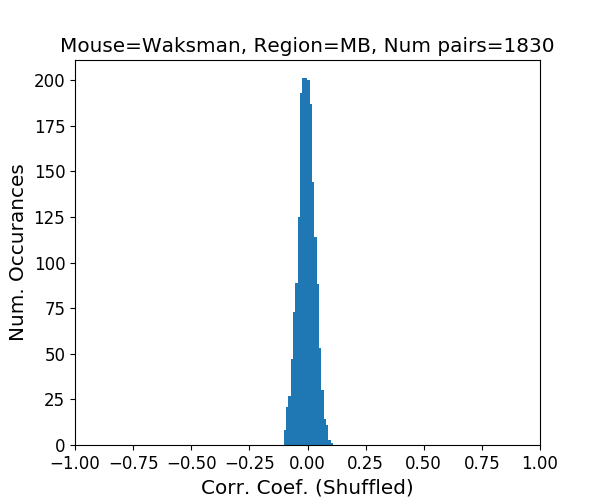 Mouse=Waksman, Region=MB, Num pairs=1830
200
175
150
125
100
75
50
25
0
Num. Occurances
−1.00 −0.75 −0.50 −0.25 0.00 0.25 0.50 0.75 1.00
Corr. Coef. (Shuffled)